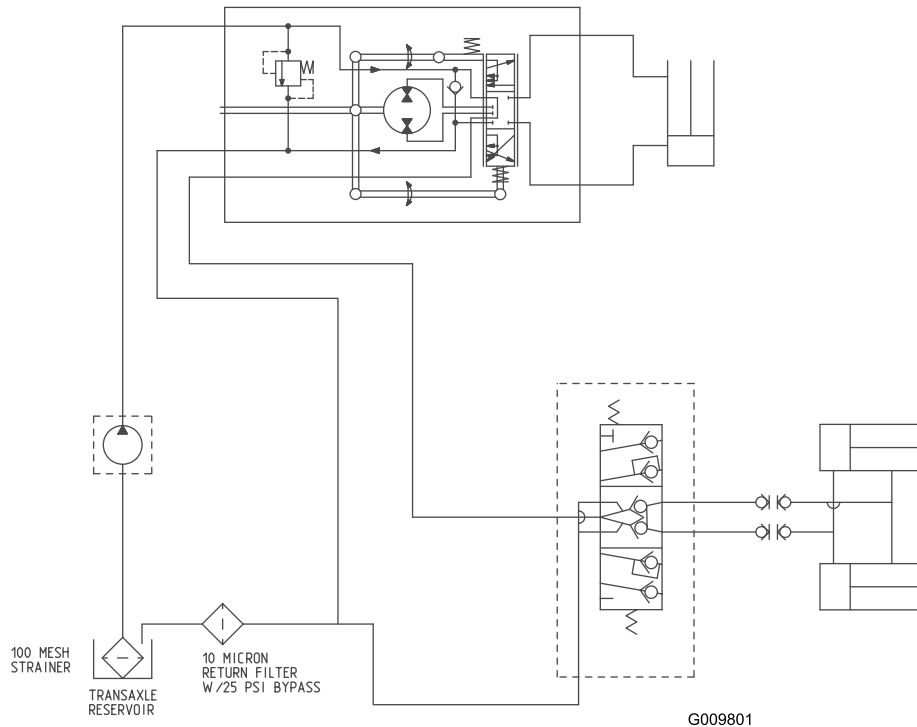 100 MESH
STRAINER
TRANSAXLE
RESERVOIR
10 MICRON
RETURN FILTER
W/25 PSI BYPASS
G009801